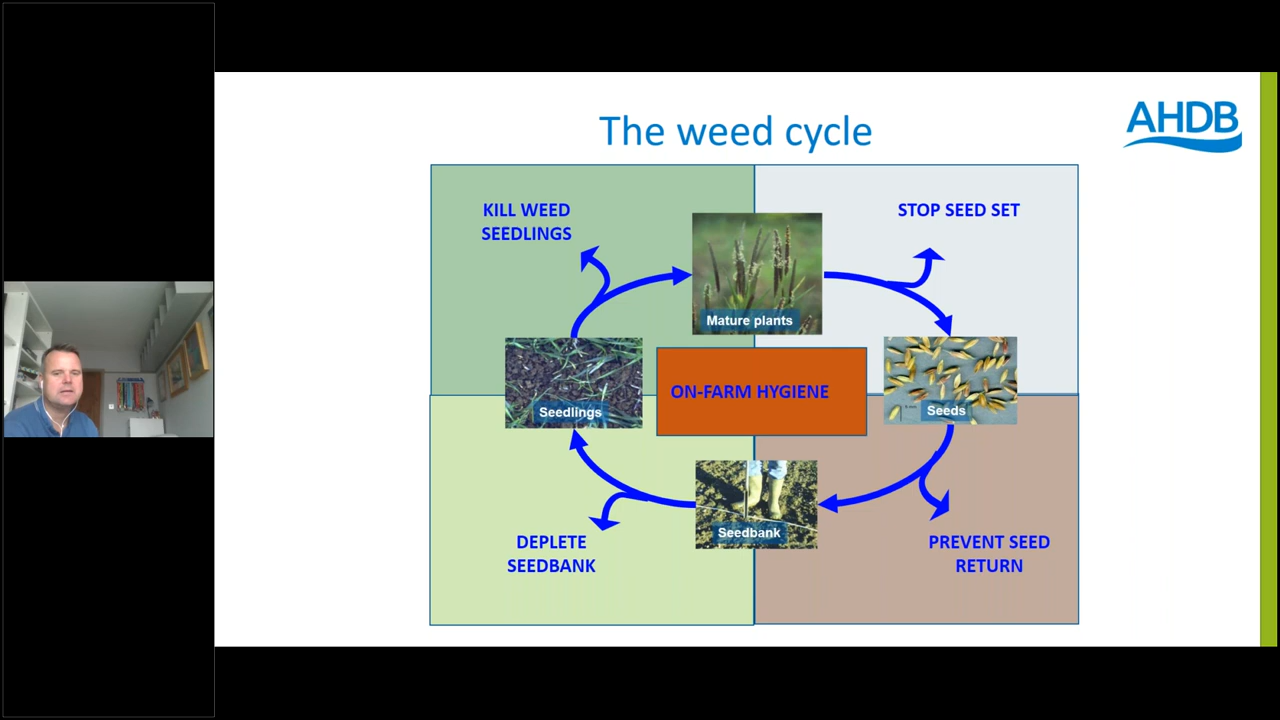 The weed cycle
AHDB
KILL WEED
SEEDLINGS
STOP SEED SET
Mature plants
ON-FARM HYGIENE
Seedlings
Seeds
Seedbank
DEPLETE
SEEDBANK
PREVENT SEED
RETURN